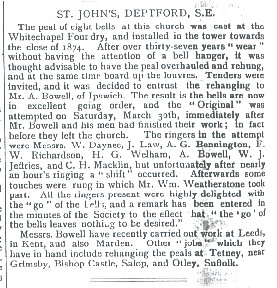 ST. JOHN'S, DEPTFORD, S.E.
The peal of eight bells at this church was cast at the
Whitechapel Foundry, and installed in the tower towards
the close of 1874. After over thirty-seven years "wear"
without having the attention of a bell hanger, it was
thought advisable to have the peal overhauled and rehung,
and at the same time board up the louvres. Tenders were
invited, and it was decided to entrust the rehanging to
Mr. A. Bowell, of Ipswich. The result is the bells are now
in excellent going order, and the "Original" was
attempted on Saturday, March 30th, immediately after
Mr. Bowell and his men had finished their work; in fact
before they left the church. The ringers in the attempt
were Messrs. W. Daynes, J. Law, A. G. Bennington, F.
W. Richardson, H. G. Welham, A. Bowell, W. J.
Jeffries, and C. H. Macklin, but unfortunately after nearly
an hour's ringing a "shift" occurred. Afterwards some
touches were rung in which Mr. Wm. Weatherstone took
part. All the ringers present were highly delighted with
the "go" of the bells, and a remark has been entered in
the minutes of the Society to the effect that "the 'go' of
the bells leaves nothing to be desired."
Messrs. Bowell have recently carried out work at Leeds,
in Kent, and also Marden. Other "jobs" which they
have in hand include rehanging the peals at Tetney, near
Grimsby, Bishop Castle, Salop, and Otley, Suffolk.